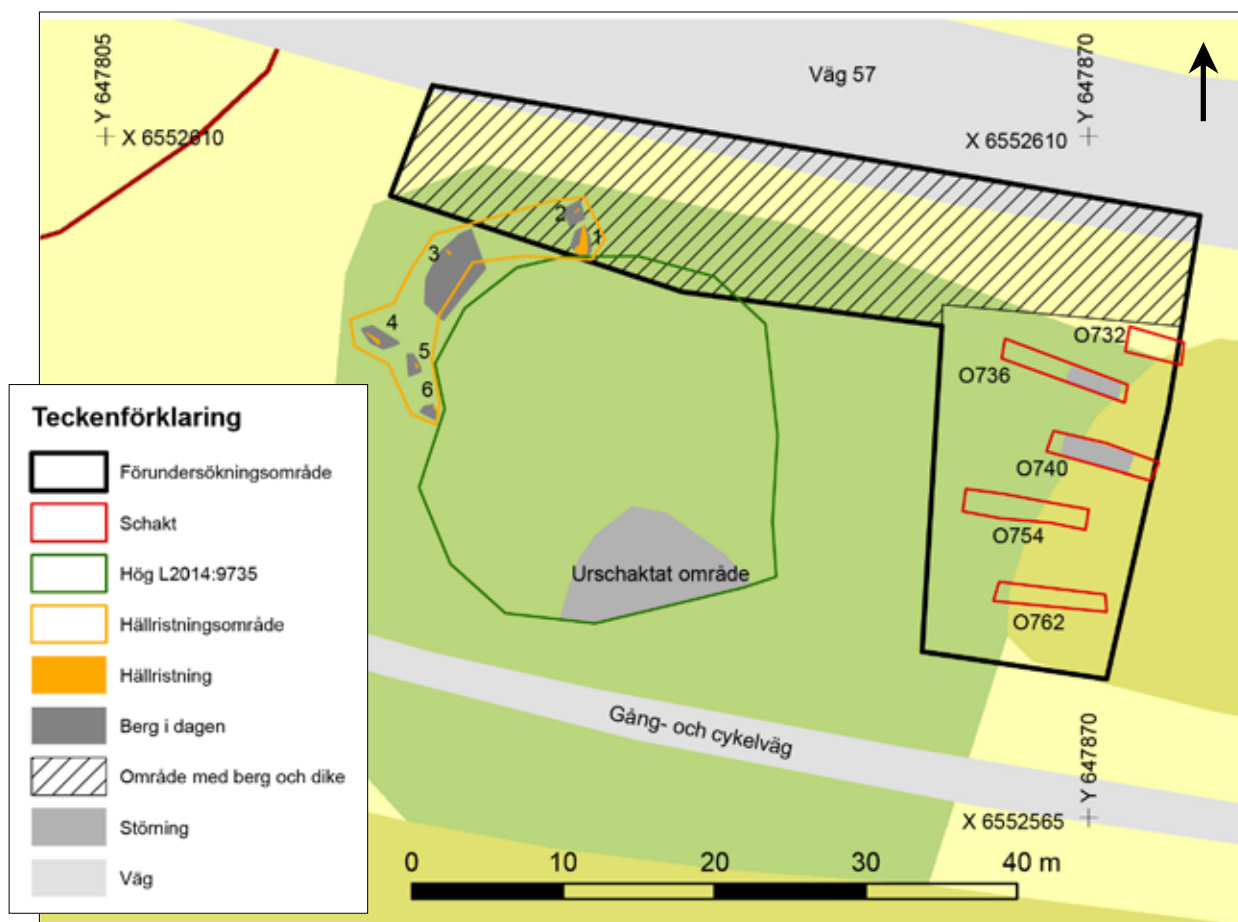 Väg 57
Y 647805
X 6552610
Y 647870
X 6552610
2
1
3
4
5
6
O732
O736
O740
O754
O762
Urschaktat område
Gång- och cykelväg
Y 647870
X 6552565
0 10 20 30 40 m
Teckenförklaring
Förundersökningsområde
Schakt
Hög L2014:9735
Hällristningsområde
Hällristning
Berg i dagen
Område med berg och dike
Störning
Väg